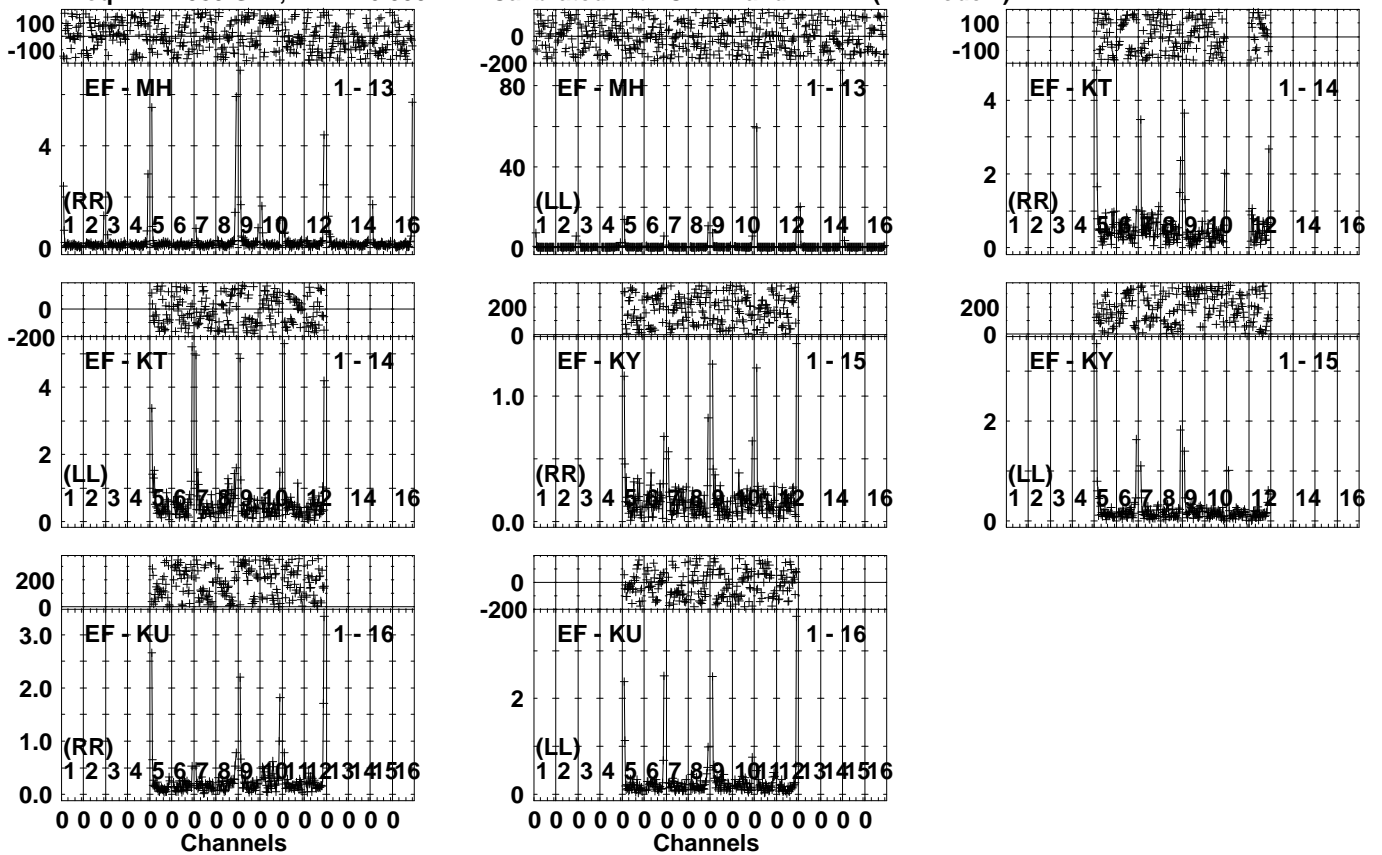 100
-100
EF - MH 1 - 13
4
(RR)
1 2 3 4 5 6 7 8 9 10 12 14 16
0
0
-200
80
EF - MH 1 - 13
40
(LL)
1 2 3 4 5 6 7 8 9 10 12 14 16
0
100
-100
EF - KT 1 - 14
4
2
(RR)
1 2 3 4 5 6 7 8 9 10 12 14 16
0
0
-200
EF - KT 1 - 14
4
2
(LL)
1 2 3 4 5 6 7 8 9 10 12 14 16
0
200
0
EF - KY 1 - 15
1.0
(RR)
1 2 3 4 5 6 7 8 9 10 12 14 16
0.0
200
0
EF - KY 1 - 15
2
(LL)
1 2 3 4 5 6 7 8 9 10 12 14 16
0
200
0
EF - KU 1 - 16
3.0
2.0
1.0
(RR)
1 2 3 4 5 6 7 8 9 10 11 12 13 14 15 16
0.0
0 0 0 0 0 0 0 0 0 0 0 0 0 0 0 0
Channels
0
-200
EF - KU 1 - 16
2
(LL)
1 2 3 4 5 6 7 8 9 10 11 12 13 14 15 16
0
0 0 0 0 0 0 0 0 0 0 0 0 0 0 0 0
Channels